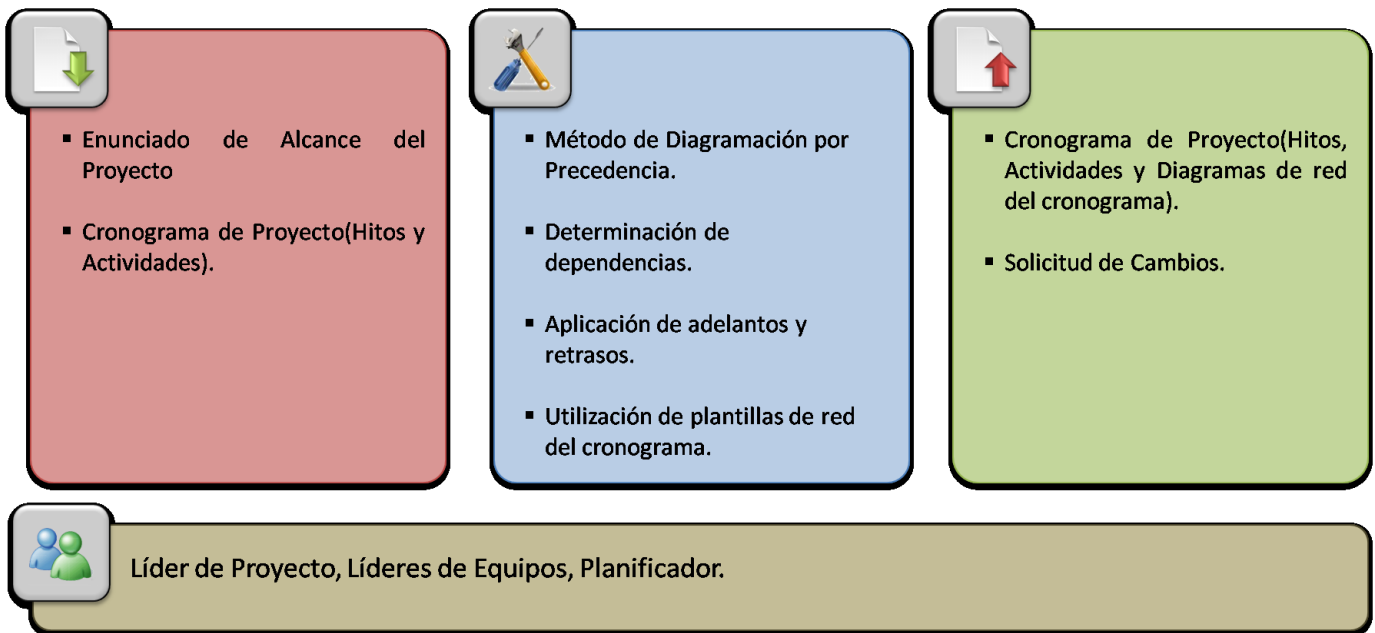 ▪ Enunciado de Alcance del
Proyecto
▪ Cronograma de Proyecto(Hitos y
Actividades).
▪ Método de Diagramación por
Precedencia.
▪ Determinación de
dependencias.
▪ Aplicación de adelantos y
retrasos.
▪ Utilización de plantillas de red
del cronograma.
▪ Cronograma de Proyecto(Hitos,
Actividades y Diagramas de red
del cronograma).
▪ Solicitud de Cambios.
Líder de Proyecto, Líderes de Equipos, Planificador.